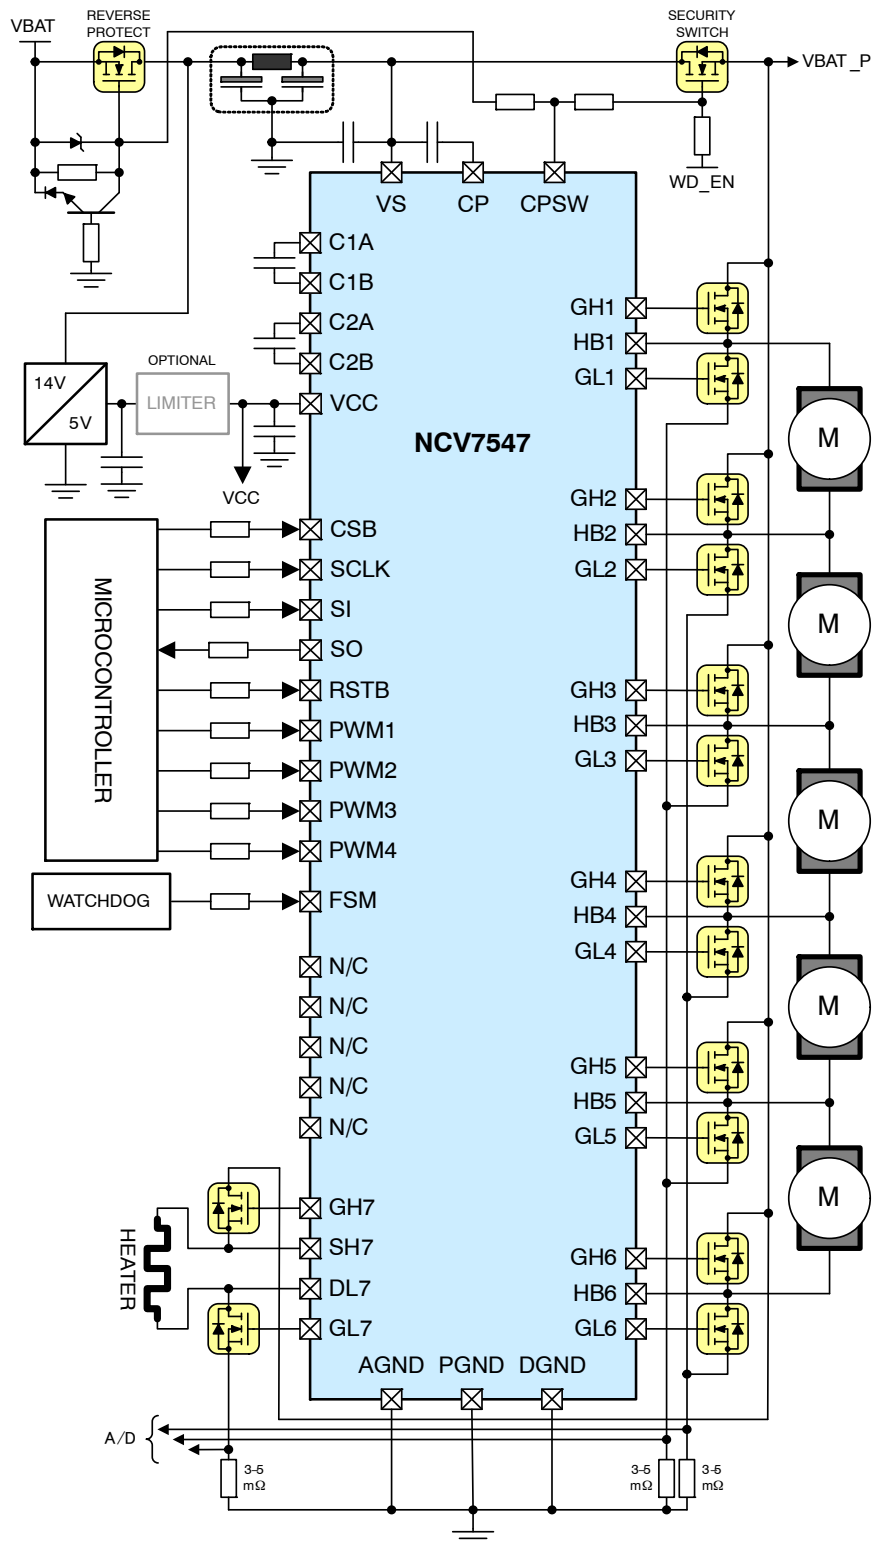 VBAT
REVERSE
PROTECT
SECURITY
SWITCH
VBAT_P
WD_EN
VS
CP
CPSW
C1A
C1B
C2A
C2B
VCC
14V
5V
OPTIONAL
LIMITER
VCC
NCV7547
GH1
HB1
GL1
M
GH2
HB2
GL2
M
GH3
HB3
GL3
M
GH4
HB4
GL4
M
GH5
HB5
GL5
M
GH6
HB6
GL6
MICROCONTROLLER
CSB
SCLK
SI
SO
RSTB
PWM1
PWM2
PWM3
PWM4
WATCHDOG
FSM
N/C
N/C
N/C
N/C
N/C
HEATER
GH7
SH7
DL7
GL7
AGND
PGND
DGND
A/D
3-5
mΩ
3-5
mΩ
3-5
mΩ